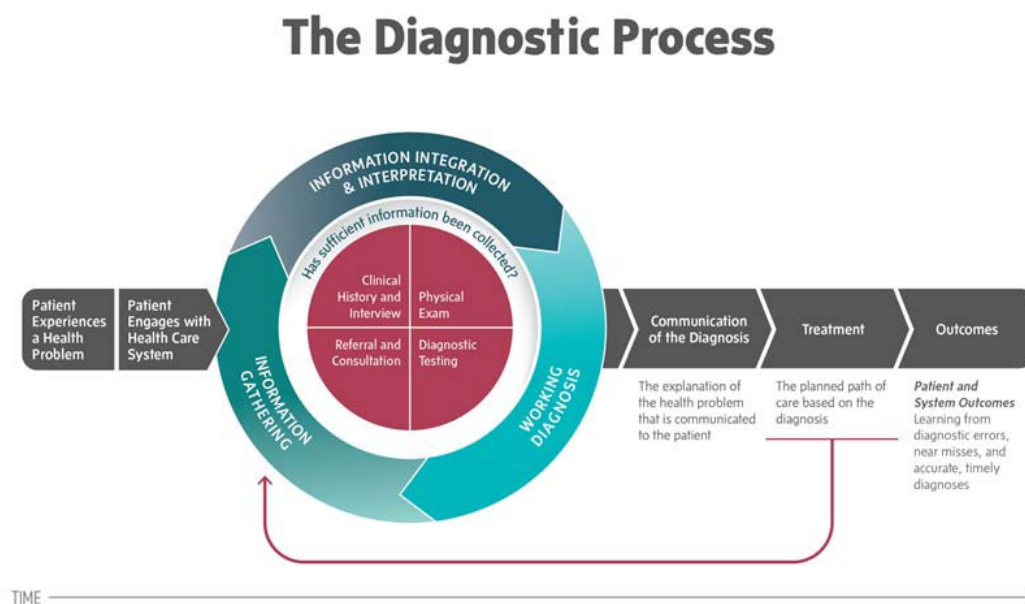 The Diagnostic Process
INFORMATION INTEGRATION
& INTERPRETATION
Has sufficient information been collected?
Clinical
History and
Interview
Physical
Exam
Referral and
Consultation
Diagnostic
Testing
INFORMATION
GATHERING
WORKING
DIAGNOSIS
Patient
Experiences
a Health
Problem
Patient
Engages with
Health Care
System
Communication
of the Diagnosis
Treatment
Outcomes
The explanation of
the health problem
that is communicated
to the patient
The planned path of
care based on the
diagnosis
Patient and
System Outcomes
Learning from
diagnostic errors,
near misses, and
accurate, timely
diagnoses
TIME